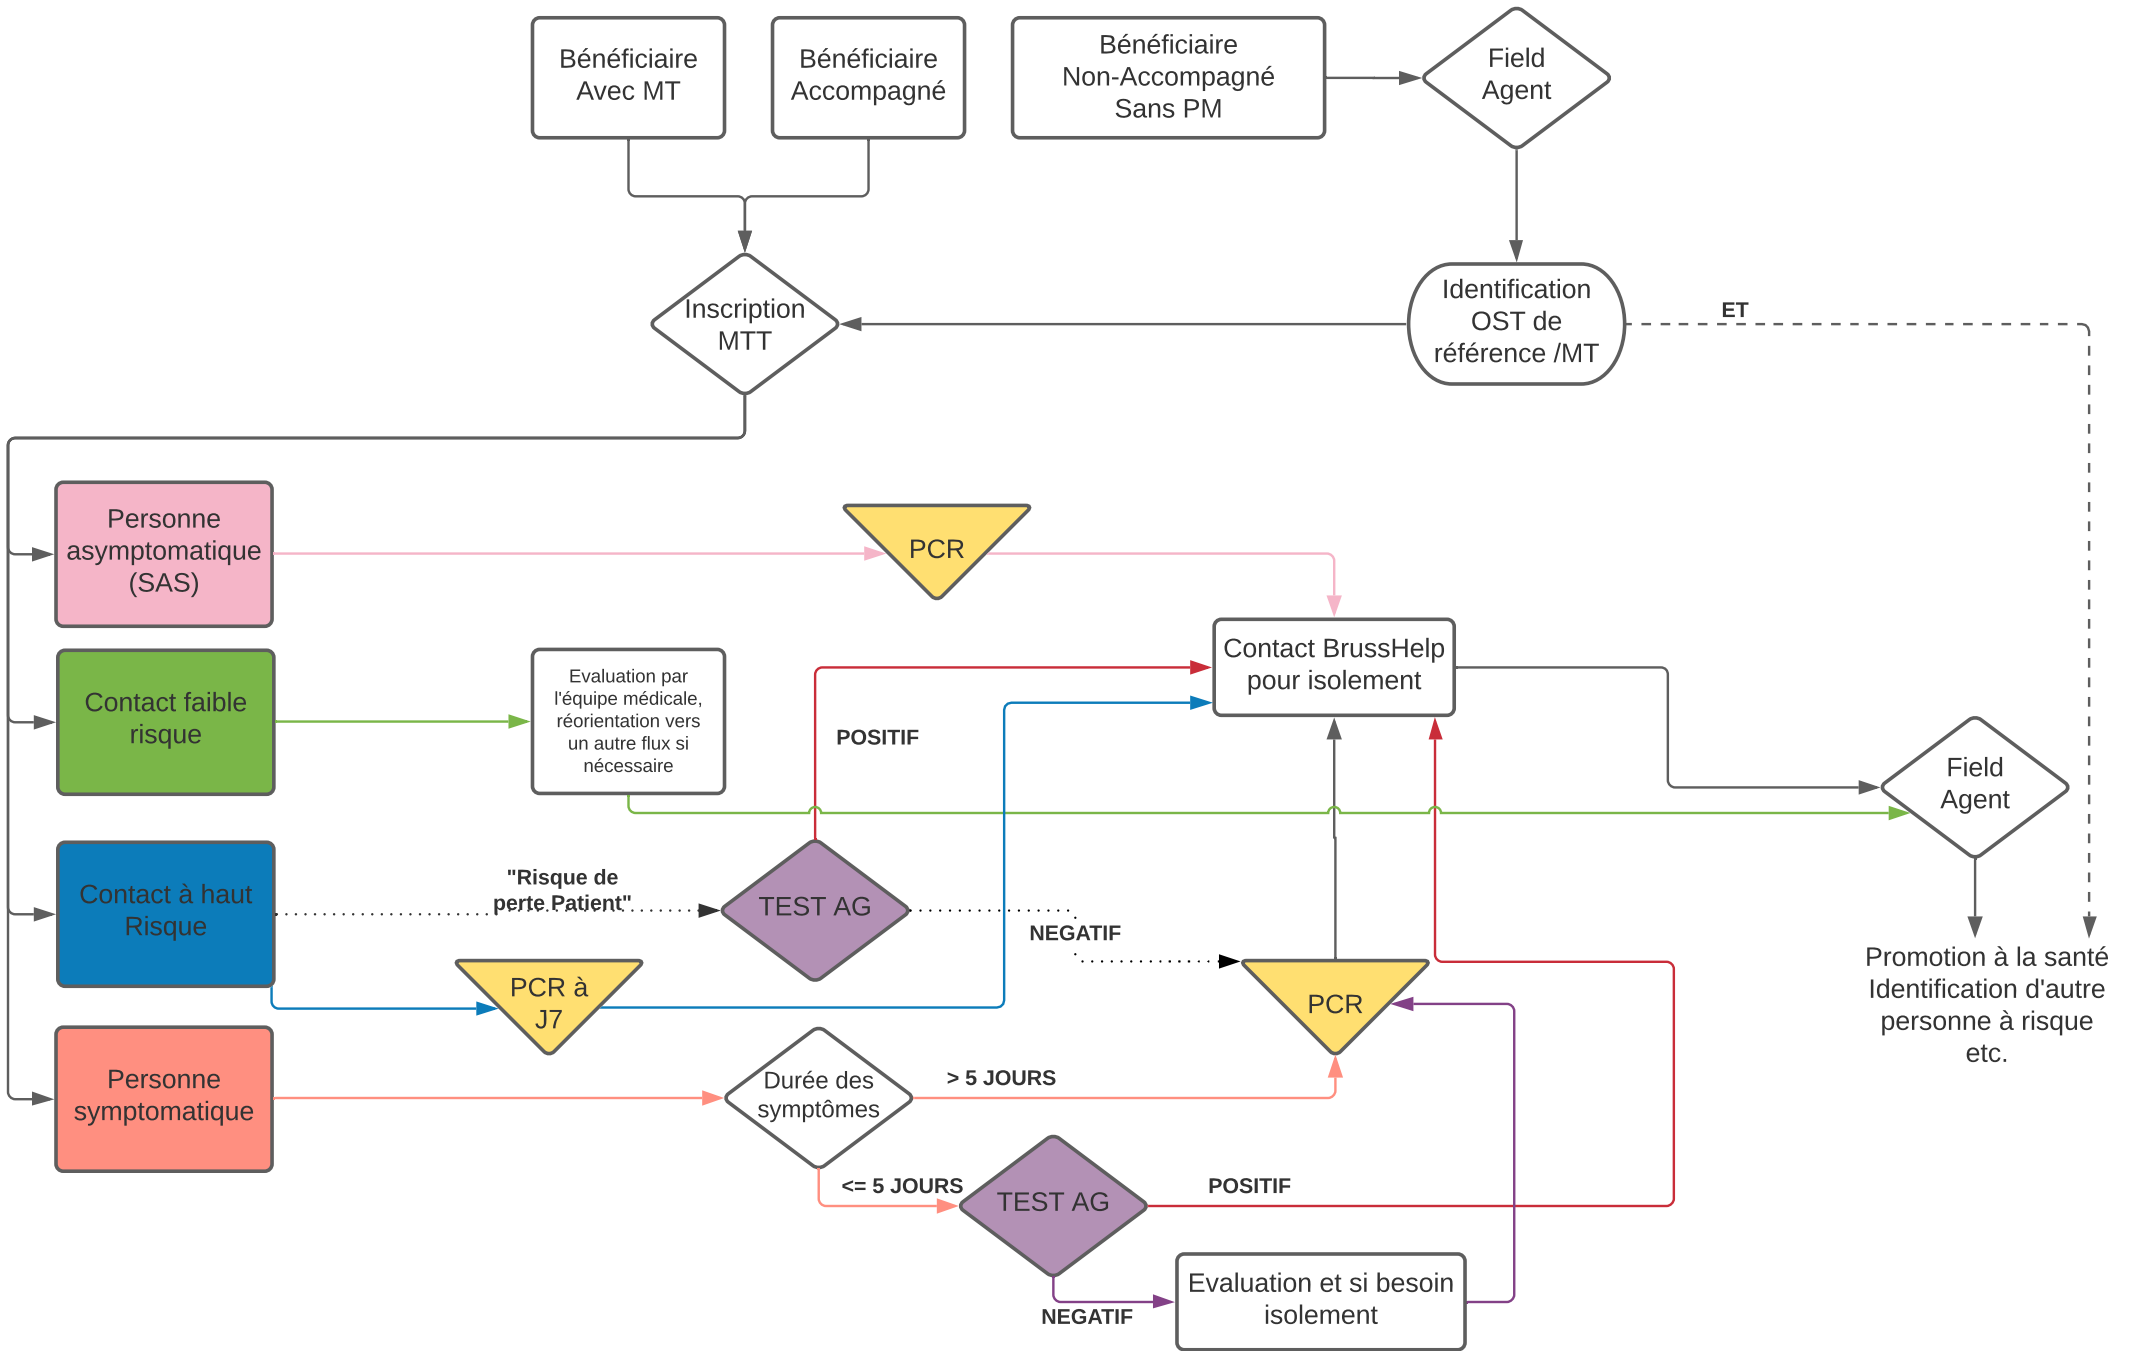 Bénéficiaire
Avec MT
Bénéficiaire
Accompagné
Bénéficiaire
Non-Accompagné
Sans PM
Field
Agent
Inscription
MTT
Identification
OST de
référence /MT
ET
Personne
asymptomatique
(SAS)
PCR
Contact faible
risque
Evaluation par
l'équipe médicale,
réorientation vers
un autre flux si
nécessaire
Contact BrussHelp
pour isolement
POSITIF
Field
Agent
Contact à haut
Risque
"Risque de
perte Patient"
TEST AG
NEGATIF
PCR à
J7
PCR
Promotion à la santé
Identification d'autre
personne à risque
etc.
Personne
symptomatique
Durée des
symptômes
> 5 JOURS
<= 5 JOURS
TEST AG
POSITIF
NEGATIF
Evaluation et si besoin
isolement